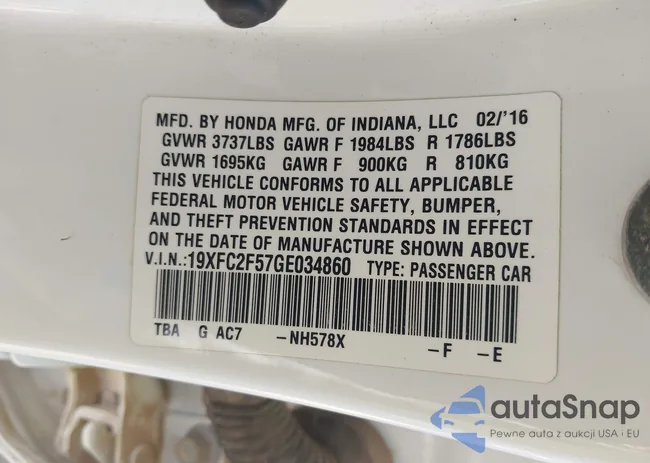 MFD. BY HONDA MFG. OF INDIANA, LLC 02/'16
GVWR 3737LBS GAWR F 1984LBS R 1786LBS
GVWR 1695KG GAWR F 900KG R 810KG
THIS VEHICLE CONFORMS TO ALL APPLICABLE
FEDERAL MOTOR VEHICLE SAFETY, BUMPER,
AND THEFT PREVENTION STANDARDS IN EFFECT
ON THE DATE OF MANUFACTURE SHOWN ABOVE.
V.I.N.:19XFC2F57GE034860 TYPE: PASSENGER CAR
TBA G AC7 -NH578X -F -E
autaSnap
Pewne auta z aukcji USA i EU